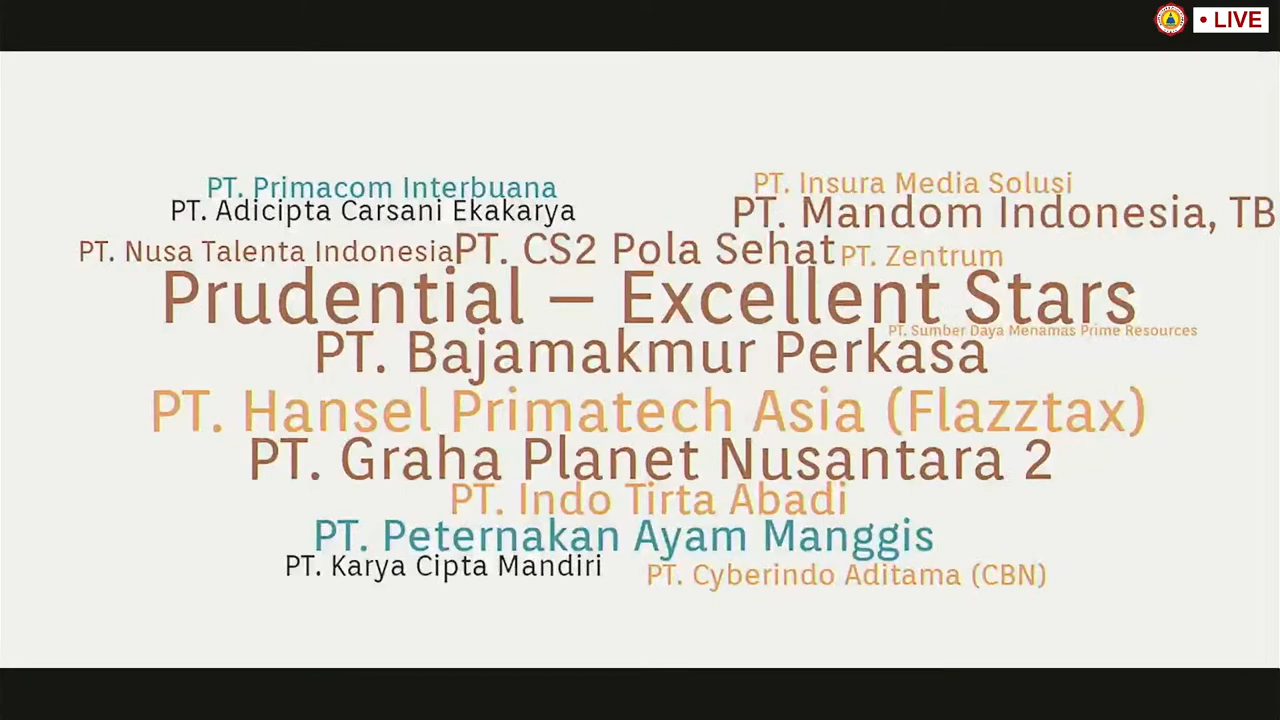 • LIVE
PT. Primacom Interbuana
PT. Insura Media Solusi
PT. Adicipta Carsani Ekakarya
PT. Mandom Indonesia, TB
PT. Nusa Talenta Indonesia
PT. CS2 Pola Sehat
PT. Zentrum
Prudential – Excellent Stars
PT. Sumber Daya Menamas Prime Resources
PT. Bajamakmur Perkasa
PT. Hansel Primatech Asia (Flazztax)
PT. Graha Planet Nusantara 2
PT. Indo Tirta Abadi
PT. Peternakan Ayam Manggis
PT. Karya Cipta Mandiri
PT. Cyberindo Aditama (CBN)